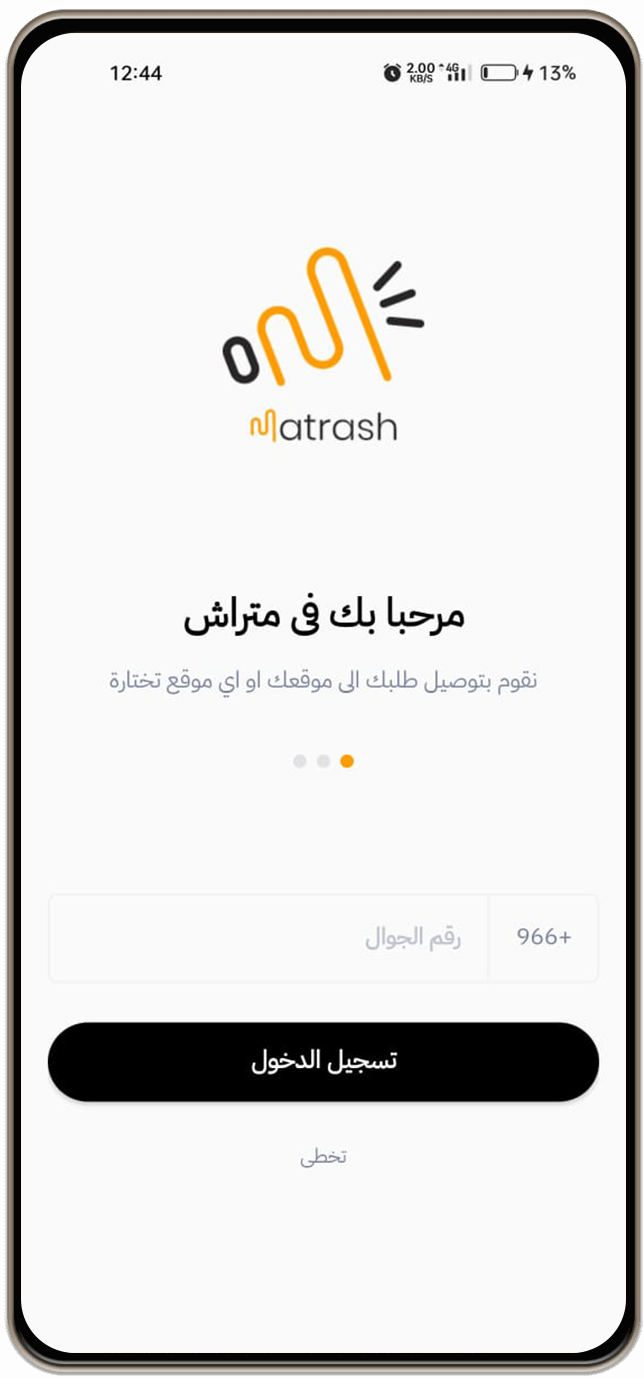 12:44
2.00 KB/S 4G 13%
Matrash
مرحبا بك فى متراش
نقوم بتوصيل طلبك الى موقعك او اي موقع تختارة
966+
رقم الجوال
تسجيل الدخول
تخطى